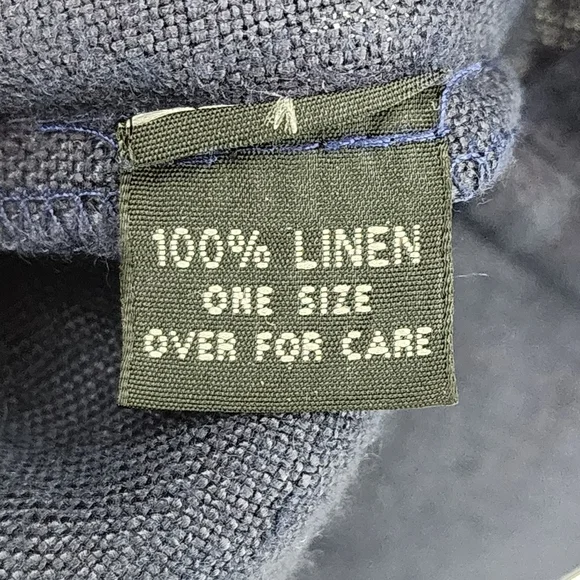 100% LINEN
ONE SIZE
OVER FOR CARE